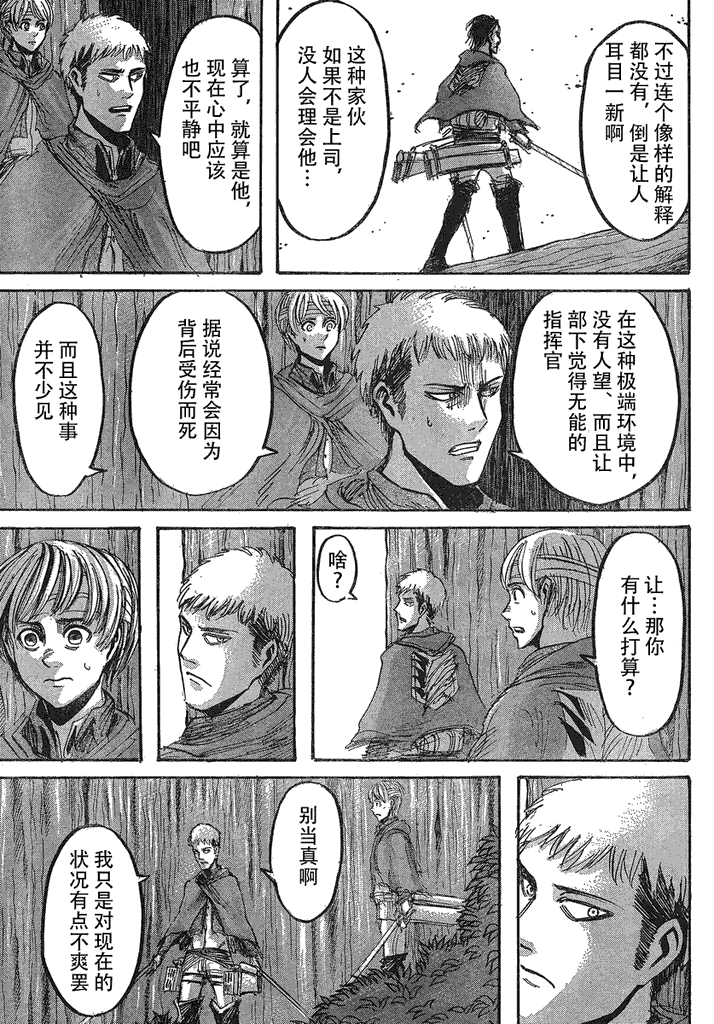 不过连个像样的解释
都没有，倒是让人
耳目一新啊
这种家伙
如果不是上司，
没人会理会他…
算了，就算是他，
现在心中应该
也不平静吧
在这种极端环境中，
没有人望、而且让
部下觉得无能的
指挥官
据说经常会因为
背后受伤而死
而且这种事
并不少见
让…那你
有什么打算？
啥？
别当真啊
我只是对现在的
状况有点不爽罢